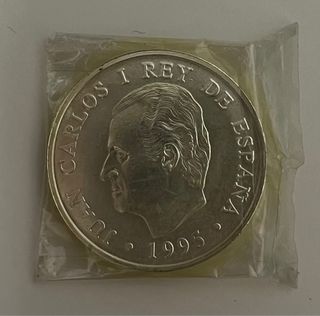 JUAN CARLOS I REY DE ESPAÑA
· 1995 ·